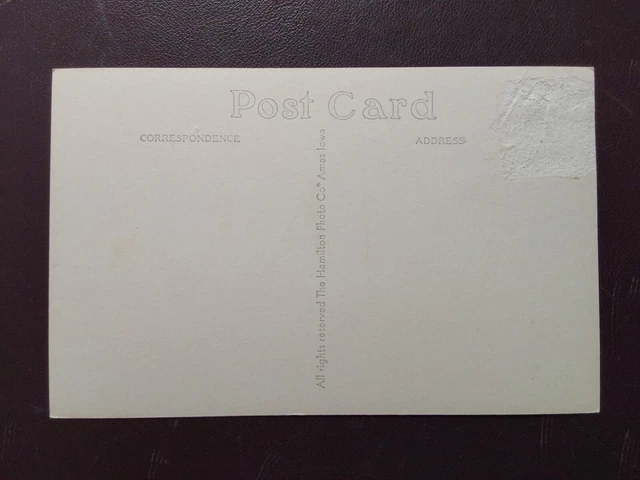 Post Card
CORRESPONDENCE
ADDRESS
All rights reserved The Hamilton Photo Co° Ames Iowa